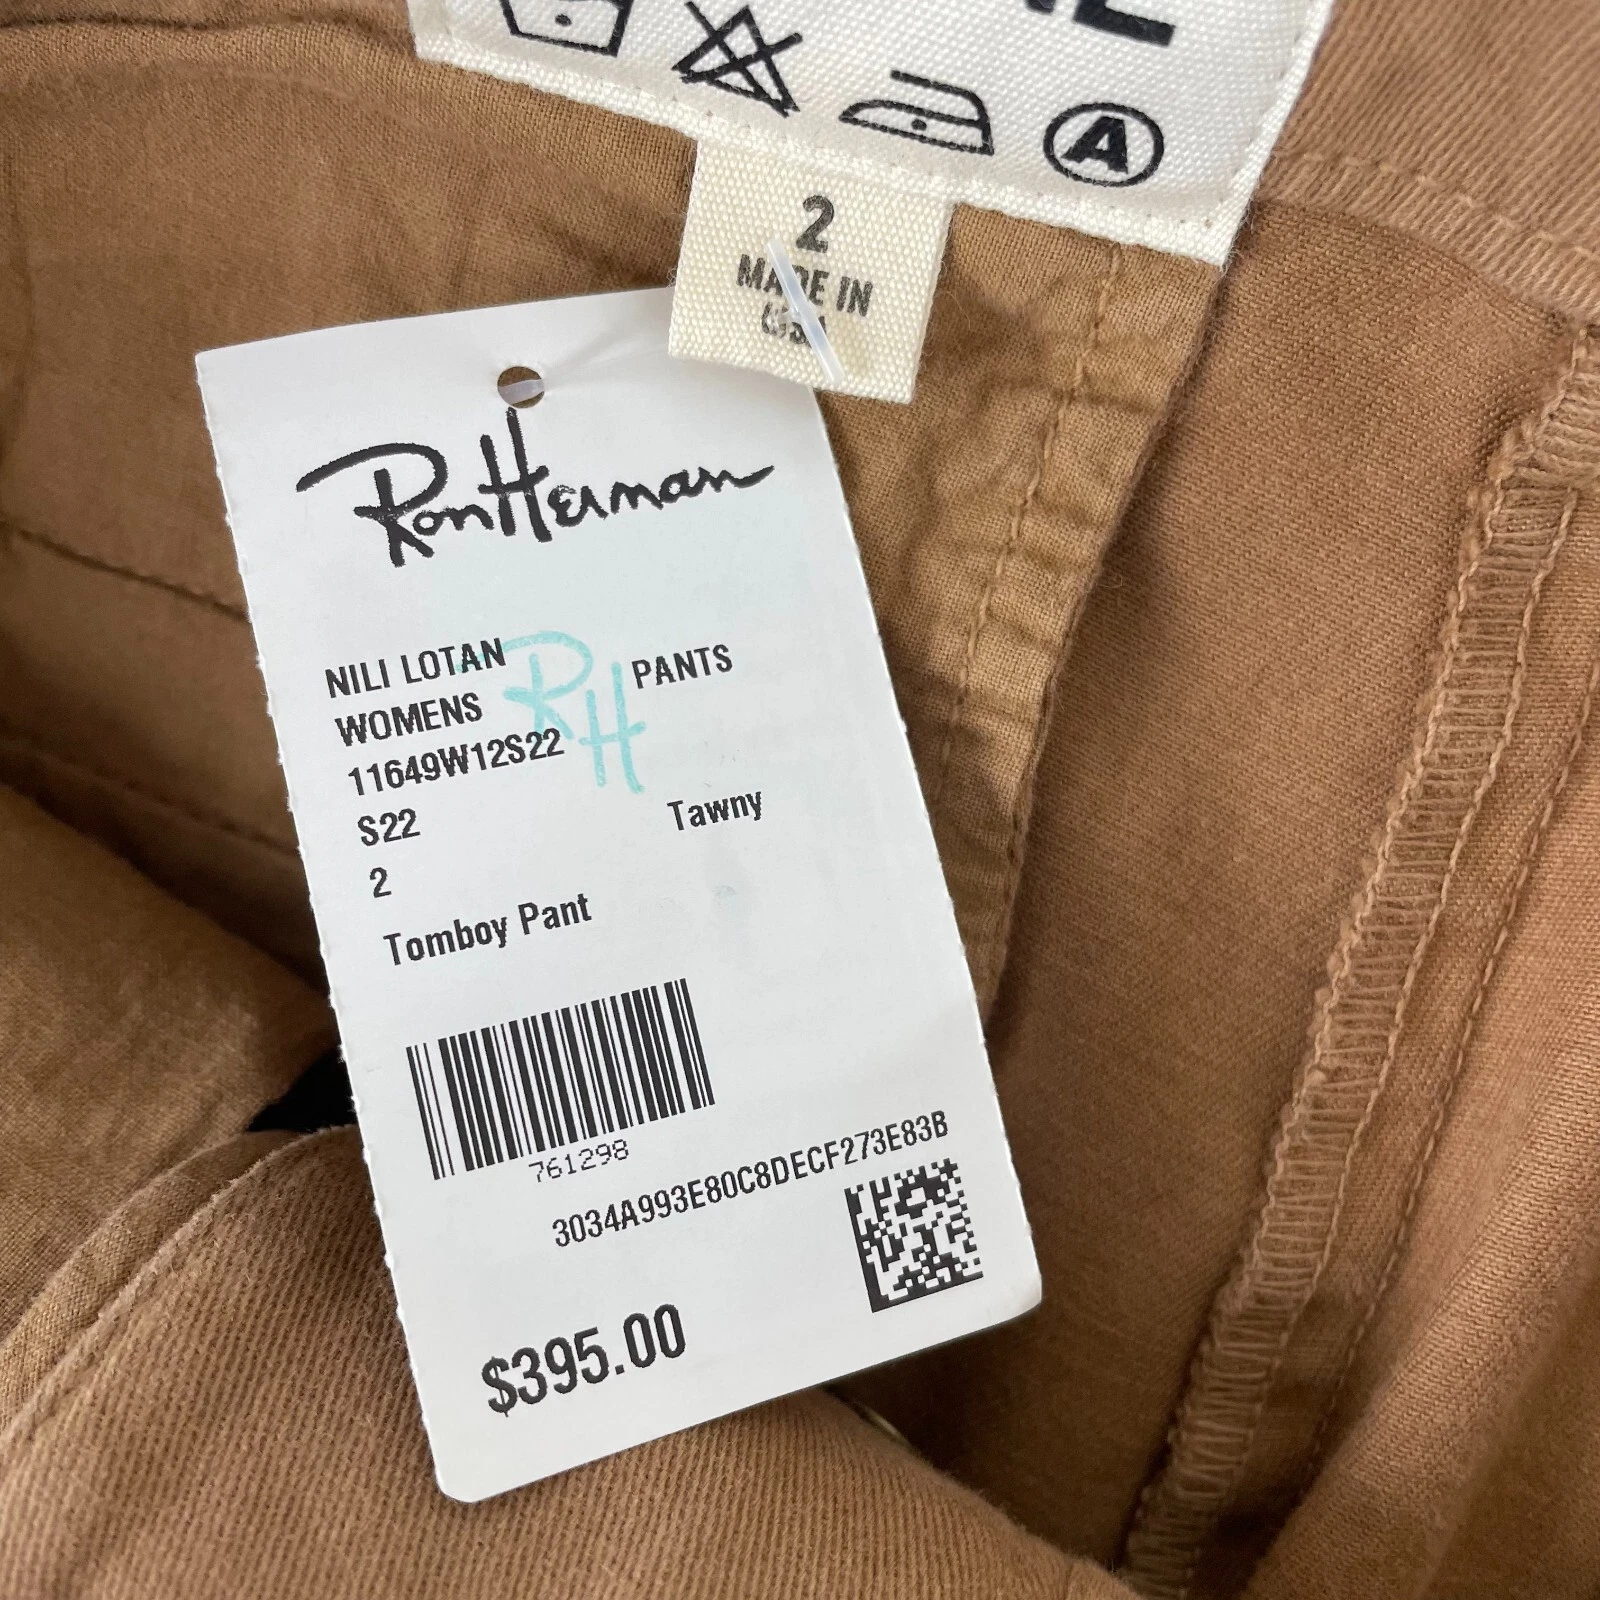 A
2
MADE IN
USA
Ron Herman
NILI LOTAN
WOMENS PANTS
RH
11649W12S22
S22 Tawny
2
Tomboy Pant
761298
3034A993E80C8DECF273E83B
$395.00